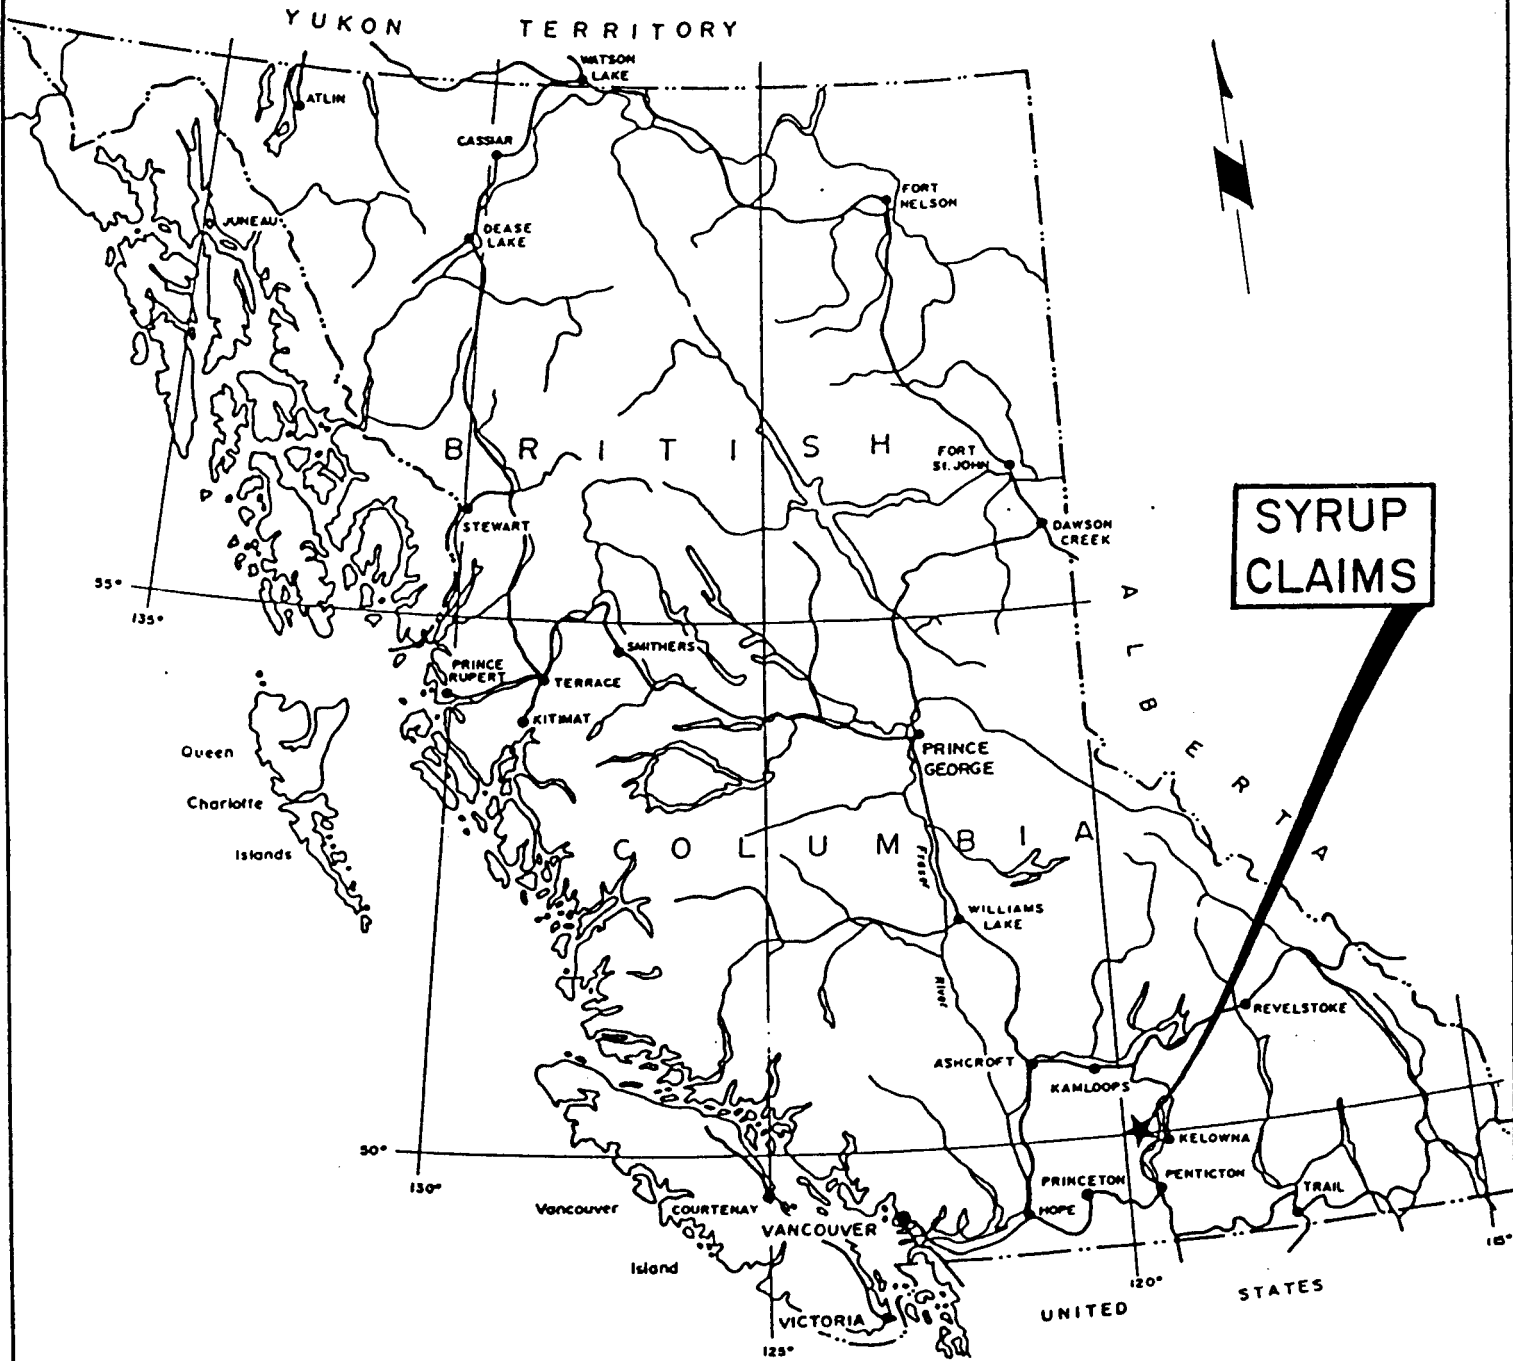 YUKON TERRITORY
WATSON
LAKE
ATLIN
CASSIAR
FORT
NELSON
JUNEAU
DEASE
LAKE
BRITISH
FORT
St. JOHN
STEWART
DAWSON
CREEK
SYRUP
CLAIMS
55°
135°
ALBERTA
SMITHERS
PRINCE
RUPERT
TERRACE
KITIMAT
Queen
Charlotte
Islands
PRINCE
GEORGE
COLUMBIA
Fraser
River
WILLIAMS
LAKE
REVELSTOKE
ASHCROFT
KAMLOOPS
50°
130°
KELOWNA
PRINCETON
PENTICTON
TRAIL
HOPE
Vancouver
Island
COURTENAY
VANCOUVER
VICTORIA
125°
120°
115°
UNITED STATES